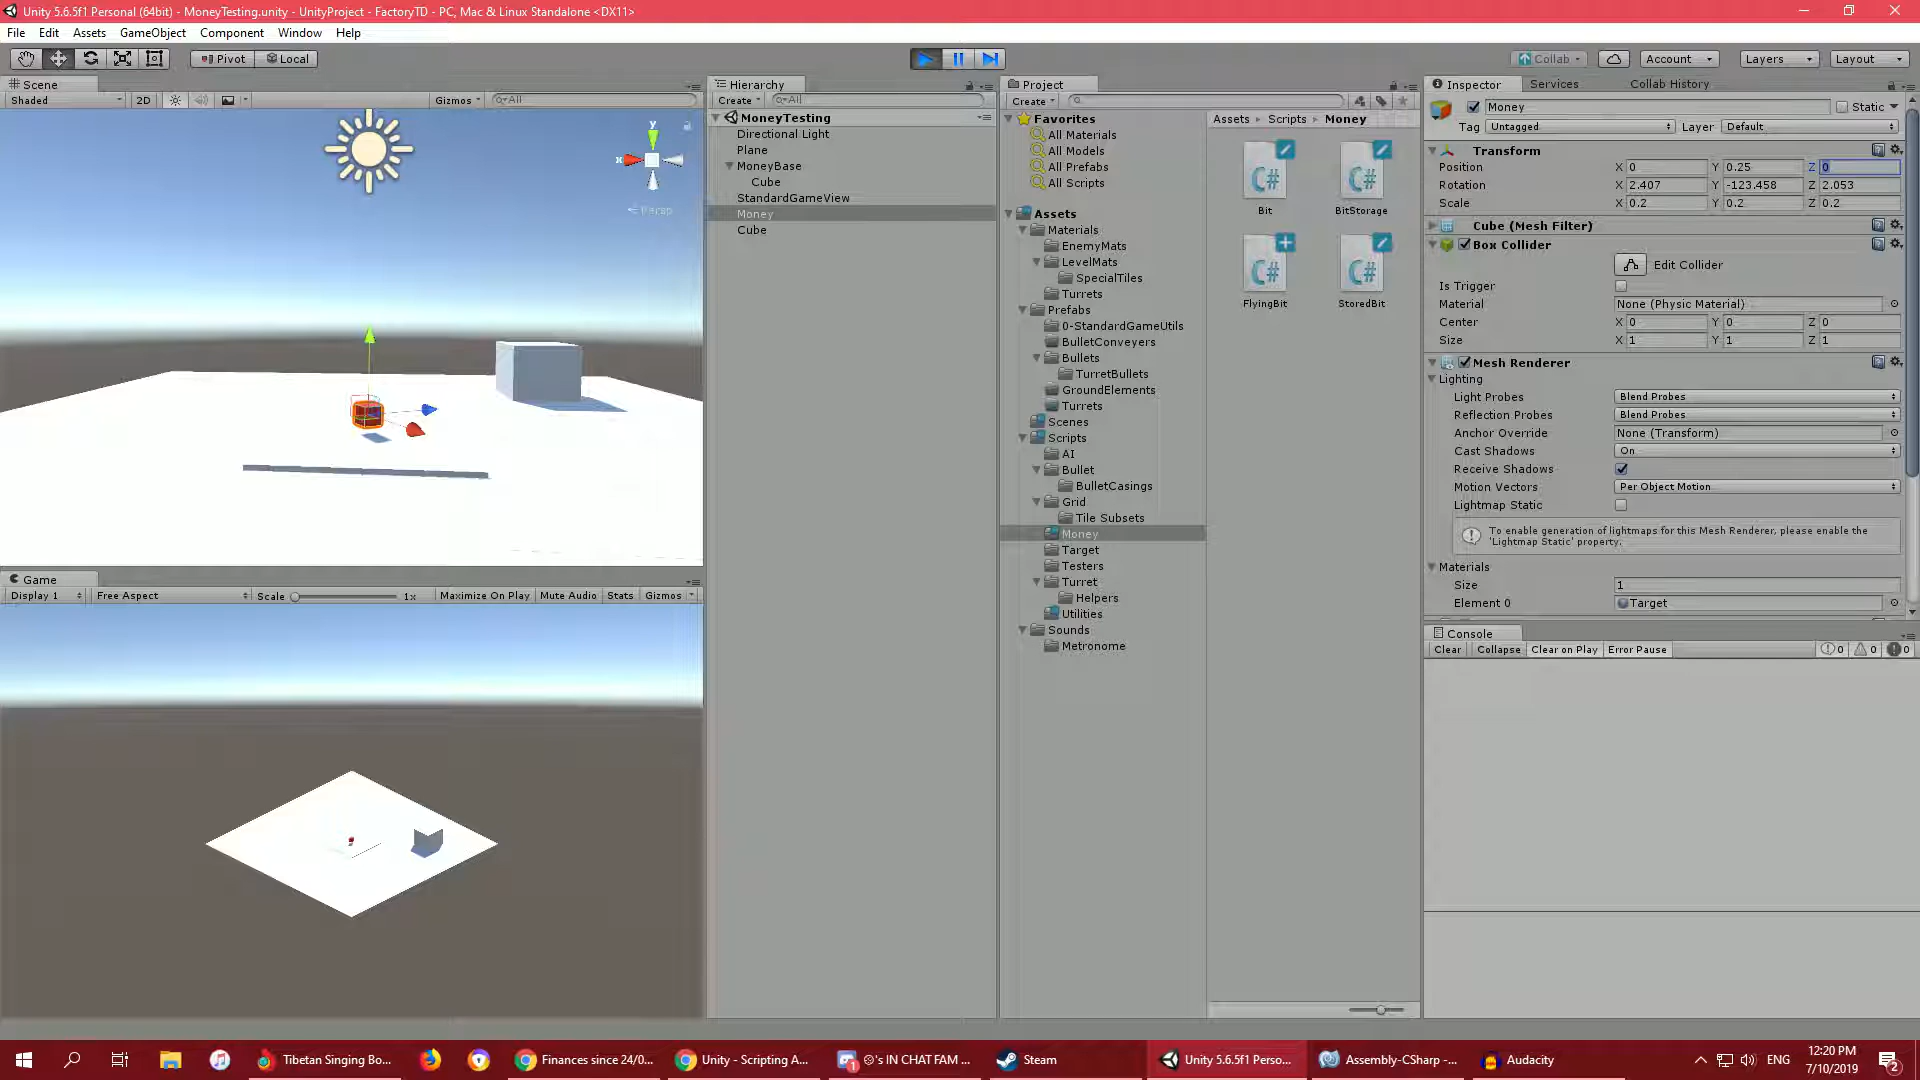 Unity 5.6.5f1 Personal (64bit) - MoneyTesting.unity - UnityProject - FactoryTD - PC, Mac & Linux Standalone <DX11>
File Edit Assets GameObject Component Window Help
Pivot Local
Collab Account Layers Layout
Scene
Shaded 2D Gizmos All
y
x
Persp
Game
Display 1 Free Aspect Scale 1x Maximize On Play Mute Audio Stats Gizmos
Hierarchy
Create All
MoneyTesting
Directional Light
Plane
MoneyBase
Cube
StandardGameView
Money
Cube
Project
Create
Favorites
All Materials
All Models
All Prefabs
All Scripts
Assets
Materials
EnemyMats
LevelMats
SpecialTiles
Turrets
Prefabs
0-StandardGameUtils
BulletConveyers
Bullets
TurretBullets
GroundElements
Turrets
Scenes
Scripts
AI
Bullet
BulletCasings
Grid
Tile Subsets
Money
Target
Testers
Turret
Helpers
Utilities
Sounds
Metronome
Assets Scripts Money
C# C#
Bit BitStorage
C# C#
FlyingBit StoredBit
Inspector Services Collab History
Money Static
Tag Untagged Layer Default
Transform
Position X 0 Y 0.25 Z 0
Rotation X 2.407 Y -123.458 Z 2.053
Scale X 0.2 Y 0.2 Z 0.2
Cube (Mesh Filter)
Box Collider
Edit Collider
Is Trigger
Material None (Physic Material)
Center X 0 Y 0 Z 0
Size X 1 Y 1 Z 1
Mesh Renderer
Lighting
Light Probes Blend Probes
Reflection Probes Blend Probes
Anchor Override None (Transform)
Cast Shadows On
Receive Shadows
Motion Vectors Per Object Motion
Lightmap Static
To enable generation of lightmaps for this Mesh Renderer, please enable the
'Lightmap Static' property.
Materials
Size 1
Element 0 Target
Console
Clear Collapse Clear on Play Error Pause 0 0 0
Tibetan Singing Bo... Finances since 24/0... Unity - Scripting A... 's IN CHAT FAM ... Steam Unity 5.6.5f1 Perso... Assembly-CSharp -... Audacity ENG
12:20 PM
7/10/2019
2